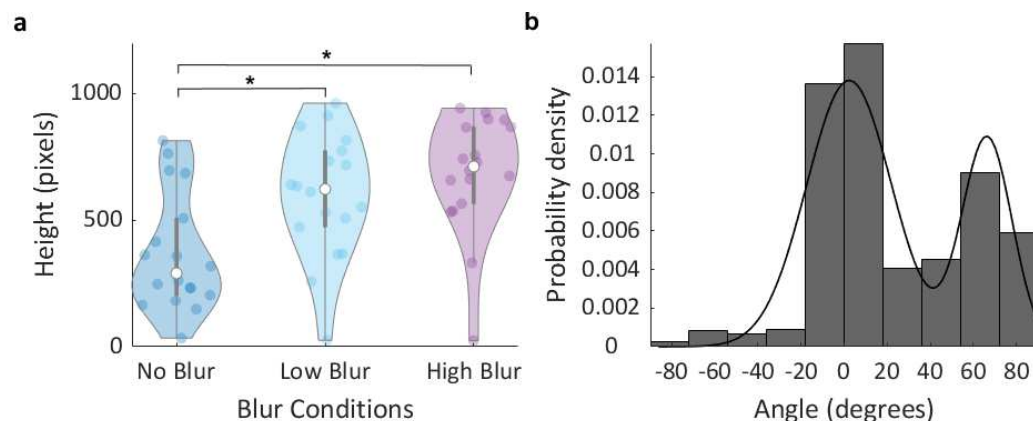 a
b
Height (pixels)
1000
500
0
*
*
No Blur
Low Blur
High Blur
Blur Conditions
Probability density
0.014
0.012
0.01
0.008
0.006
0.004
0.002
0
-80
-60
-40
-20
0
20
40
60
80
Angle (degrees)